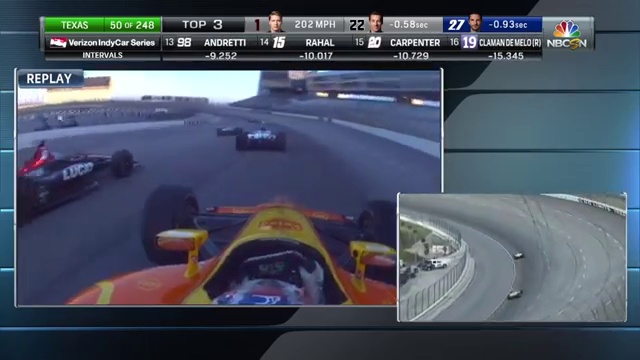 TEXAS 50 OF 248 TOP 3 1 202 MPH 22 -0.58sec 27 -0.93sec
Verizon IndyCar Series 13 98 ANDRETTI 14 15 RAHAL 15 20 CARPENTER 16 19 CLAMAN DE MELO (R) NBCSN
INTERVALS -9.252 -10.017 -10.729 -15.345
REPLAY
LUCAS